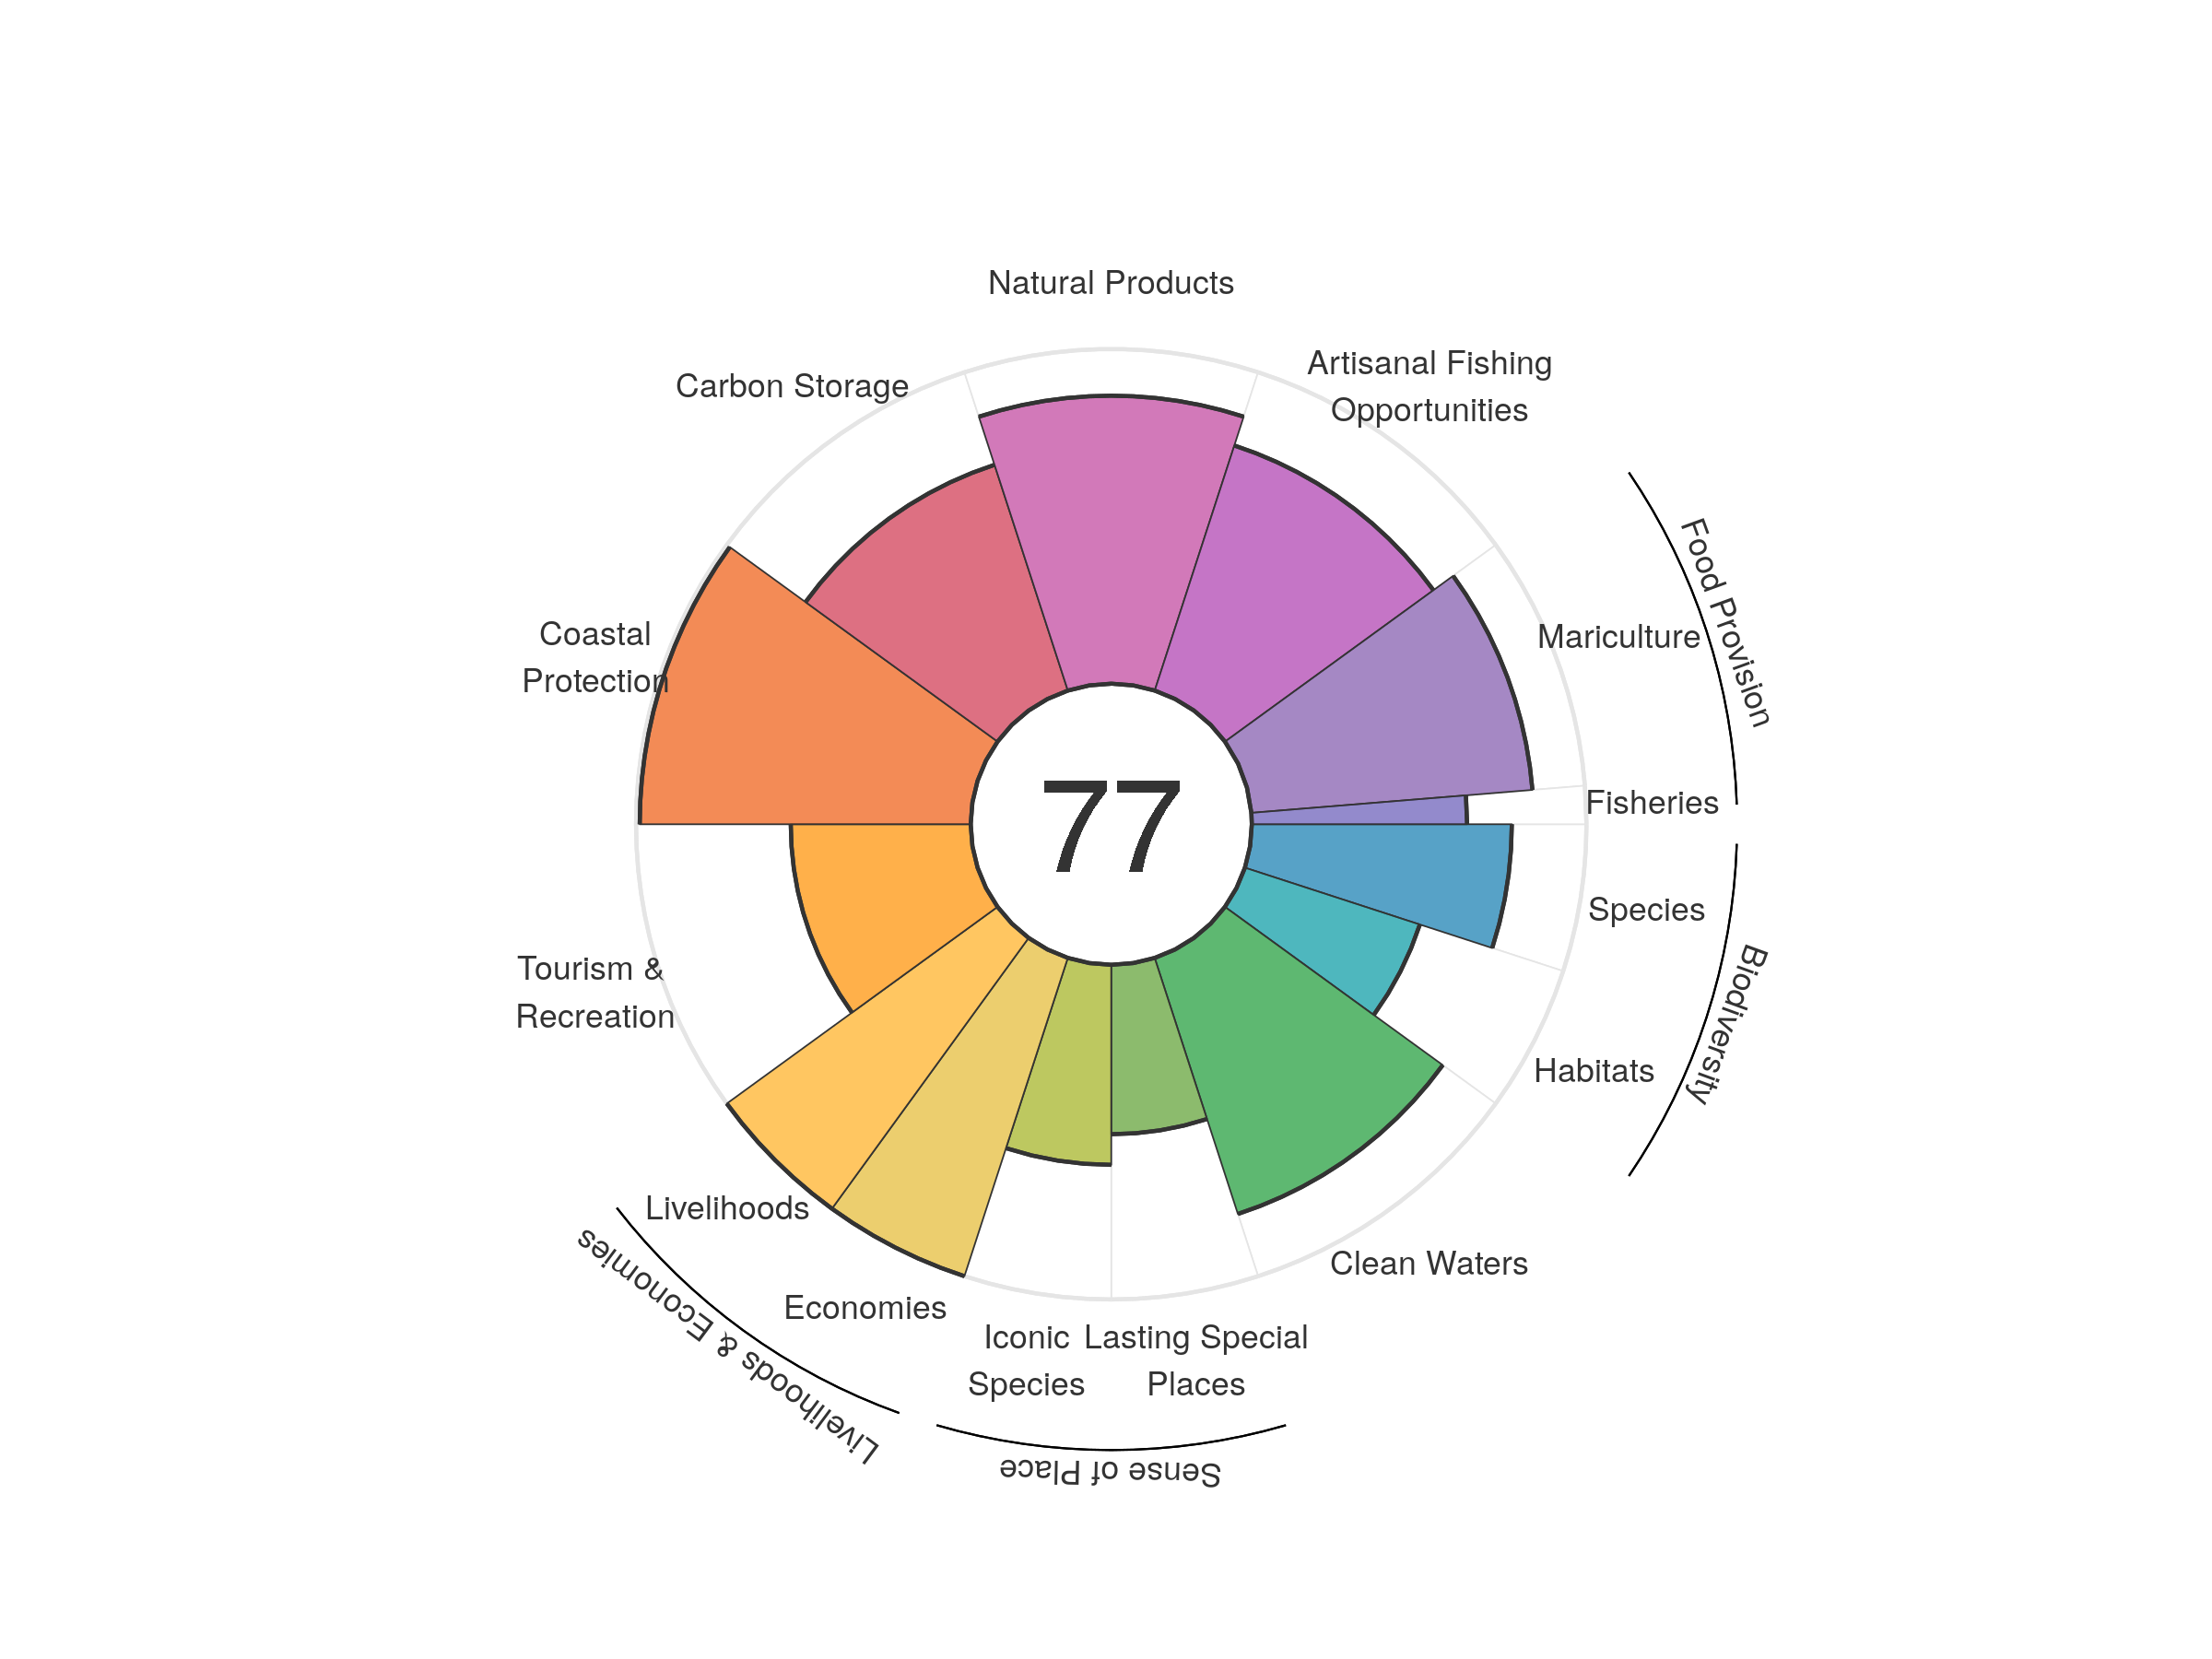 Natural Products
Artisanal Fishing
Opportunities
Carbon Storage
Food Provision
Mariculture
Coastal
Protection
77
Fisheries
Species
Biodiversity
Tourism &
Recreation
Habitats
Livelihoods
Clean Waters
Economies
Livelihoods & Economies
Iconic
Species
Lasting Special
Places
Sense of Place